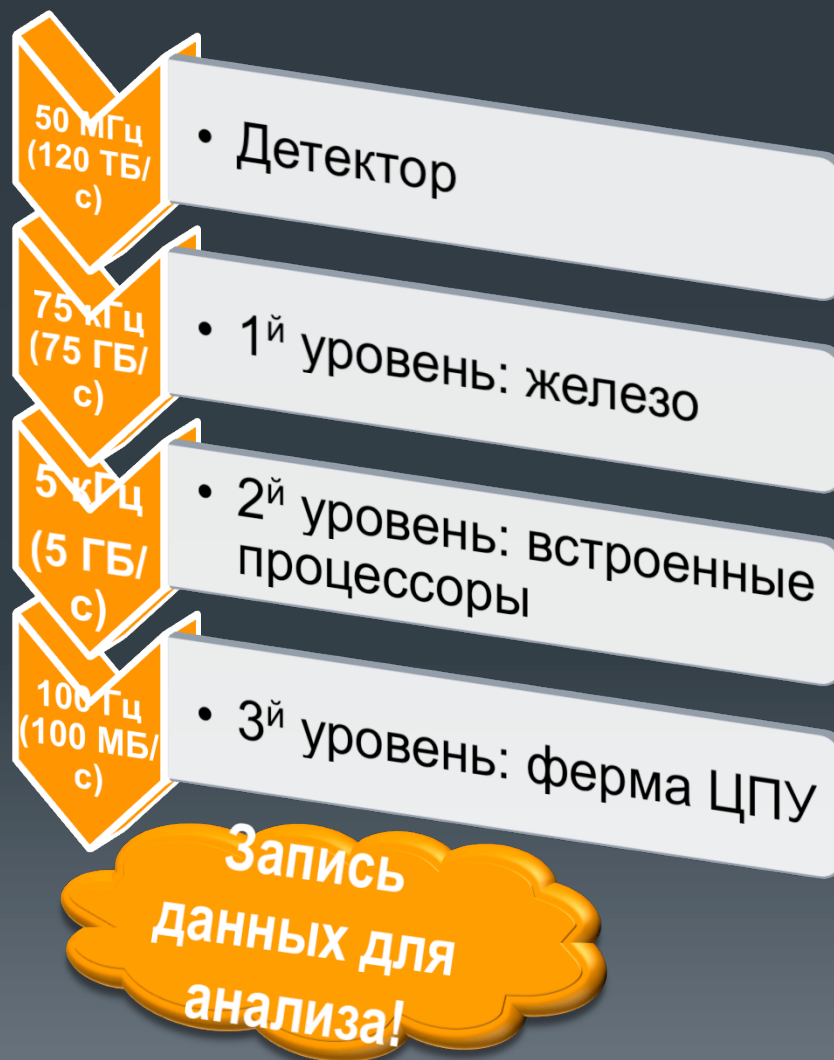 50 МГц
(120 ТБ/
с)
• Детектор
75 кГц
(75 ГБ/
с)
• 1й уровень: железо
5 кГц
(5 ГБ/
с)
• 2й уровень: встроенные
процессоры
100 Гц
(100 МБ/
с)
• 3й уровень: ферма ЦПУ
Запись
данных для
анализа!